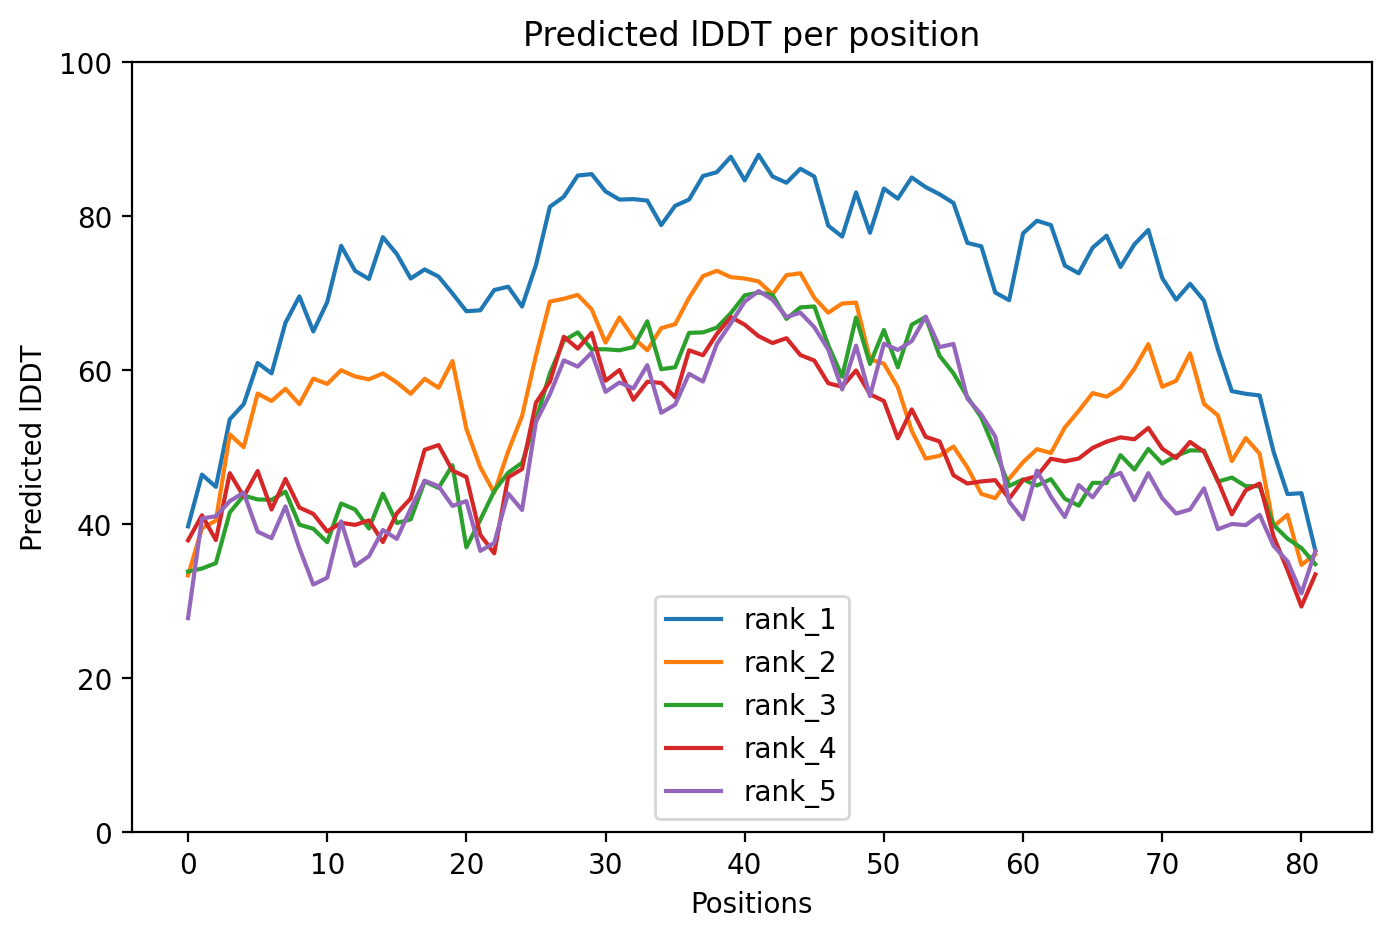 Predicted lDDT per position
100
80
60
40
20
0
Predicted lDDT
0 10 20 30 40 50 60 70 80
Positions
rank_1
rank_2
rank_3
rank_4
rank_5